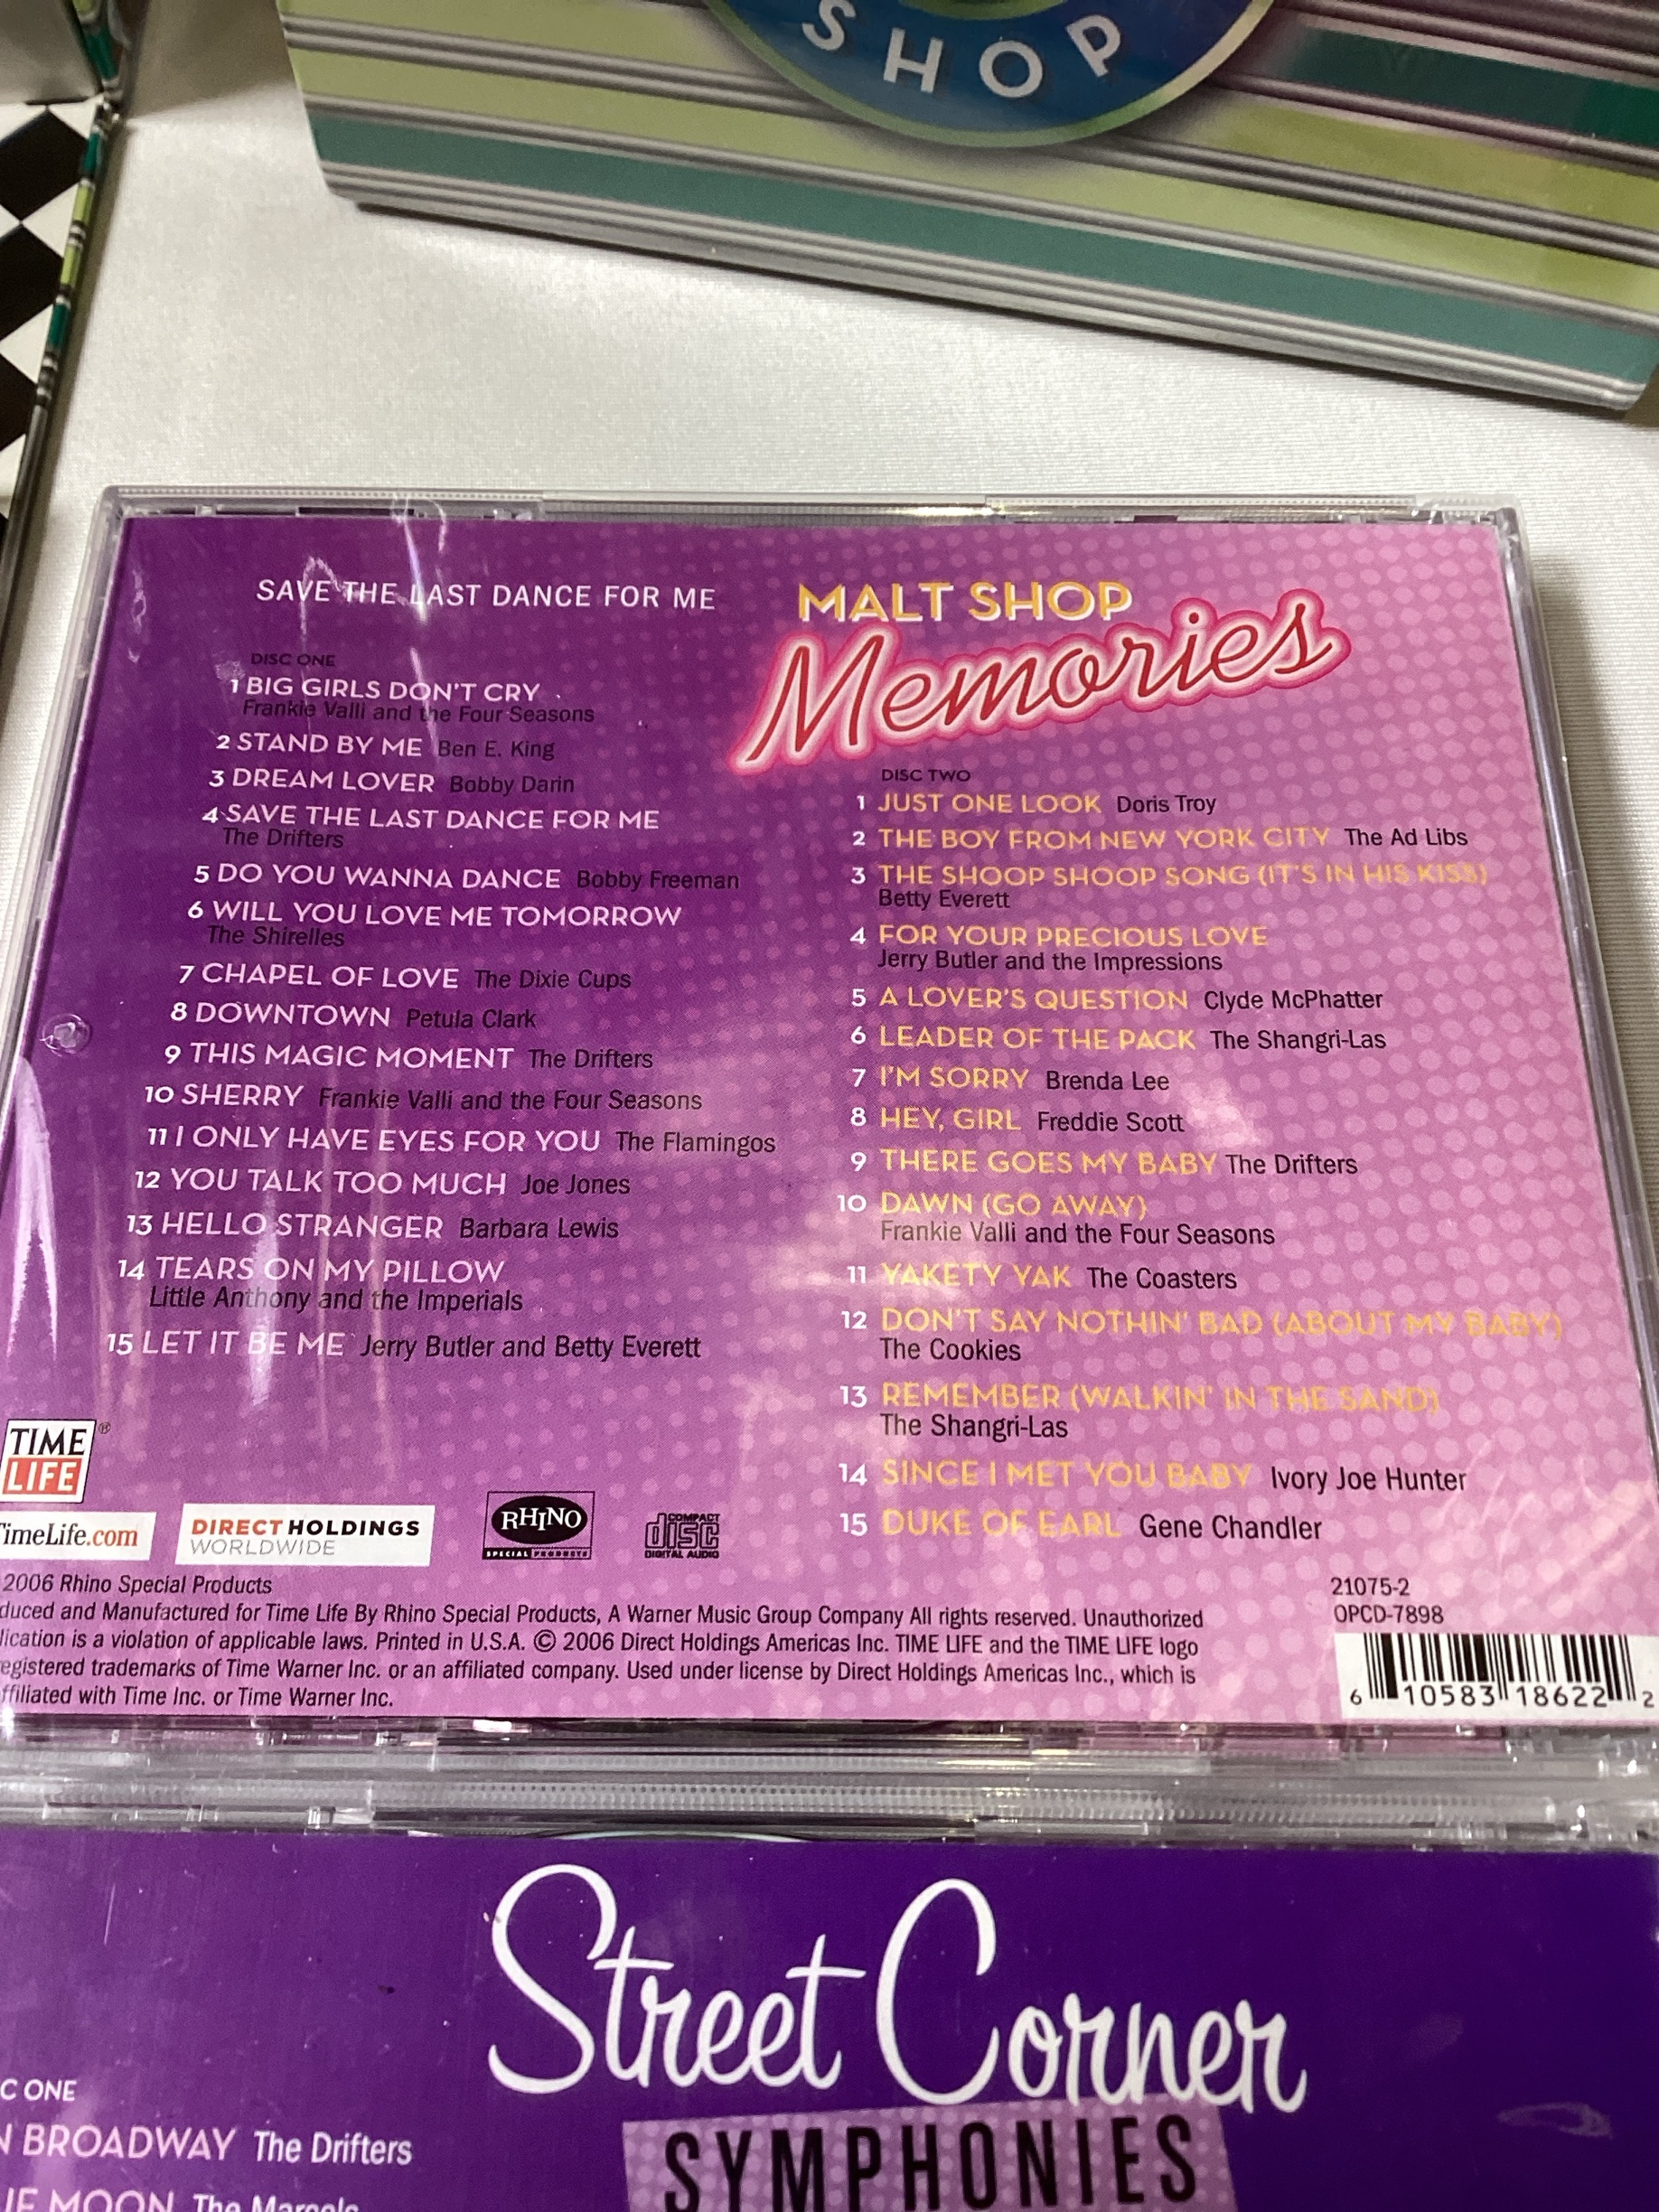 SHOP
SAVE THE LAST DANCE FOR ME
MALT SHOP
Memories
DISC ONE
1 BIG GIRLS DON'T CRY
Frankie Valli and the Four Seasons
2 STAND BY ME Ben E. King
3 DREAM LOVER Bobby Darin
4 SAVE THE LAST DANCE FOR ME
The Drifters
5 DO YOU WANNA DANCE Bobby Freeman
6 WILL YOU LOVE ME TOMORROW
The Shirelles
7 CHAPEL OF LOVE The Dixie Cups
8 DOWNTOWN Petula Clark
9 THIS MAGIC MOMENT The Drifters
10 SHERRY Frankie Valli and the Four Seasons
11 I ONLY HAVE EYES FOR YOU The Flamingos
12 YOU TALK TOO MUCH Joe Jones
13 HELLO STRANGER Barbara Lewis
14 TEARS ON MY PILLOW
Little Anthony and the Imperials
15 LET IT BE ME Jerry Butler and Betty Everett
DISC TWO
1 JUST ONE LOOK Doris Troy
2 THE BOY FROM NEW YORK CITY The Ad Libs
3 THE SHOOP SHOOP SONG (IT'S IN HIS KISS)
Betty Everett
4 FOR YOUR PRECIOUS LOVE
Jerry Butler and the Impressions
5 A LOVER'S QUESTION Clyde McPhatter
6 LEADER OF THE PACK The Shangri-Las
7 I'M SORRY Brenda Lee
8 HEY, GIRL Freddie Scott
9 THERE GOES MY BABY The Drifters
10 DAWN (GO AWAY)
Frankie Valli and the Four Seasons
11 YAKETY YAK The Coasters
12 DON'T SAY NOTHIN' BAD (ABOUT MY BABY)
The Cookies
13 REMEMBER (WALKIN' IN THE SAND)
The Shangri-Las
14 SINCE I MET YOU BABY Ivory Joe Hunter
15 DUKE OF EARL Gene Chandler
TIME ®
LIFE
TimeLife.com
DIRECT HOLDINGS
WORLDWIDE
RHINO
SPECIAL PRODUCTS
COMPACT
disc
DIGITAL AUDIO
2006 Rhino Special Products
duced and Manufactured for Time Life By Rhino Special Products, A Warner Music Group Company All rights reserved. Unauthorized
lication is a violation of applicable laws. Printed in U.S.A. © 2006 Direct Holdings Americas Inc. TIME LIFE and the TIME LIFE logo
egistered trademarks of Time Warner Inc. or an affiliated company. Used under license by Direct Holdings Americas Inc., which is
ffiliated with Time Inc. or Time Warner Inc.
21075-2
OPCD-7898
6 10583 18622 2
Street Corner
SYMPHONIES
C ONE
N BROADWAY The Drifters
UE MOON The Marcels